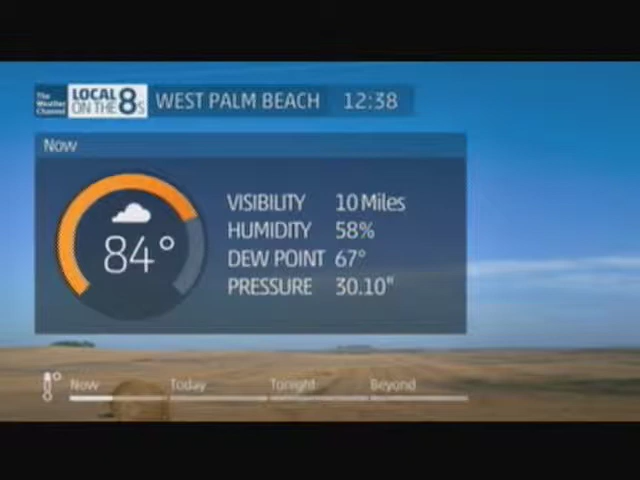 The
Weather
Channel
LOCAL
ON THE 8s
WEST PALM BEACH 12:38
Now
84°
VISIBILITY 10 Miles
HUMIDITY 58%
DEW POINT 67°
PRESSURE 30.10"
Now Today Tonight Beyond